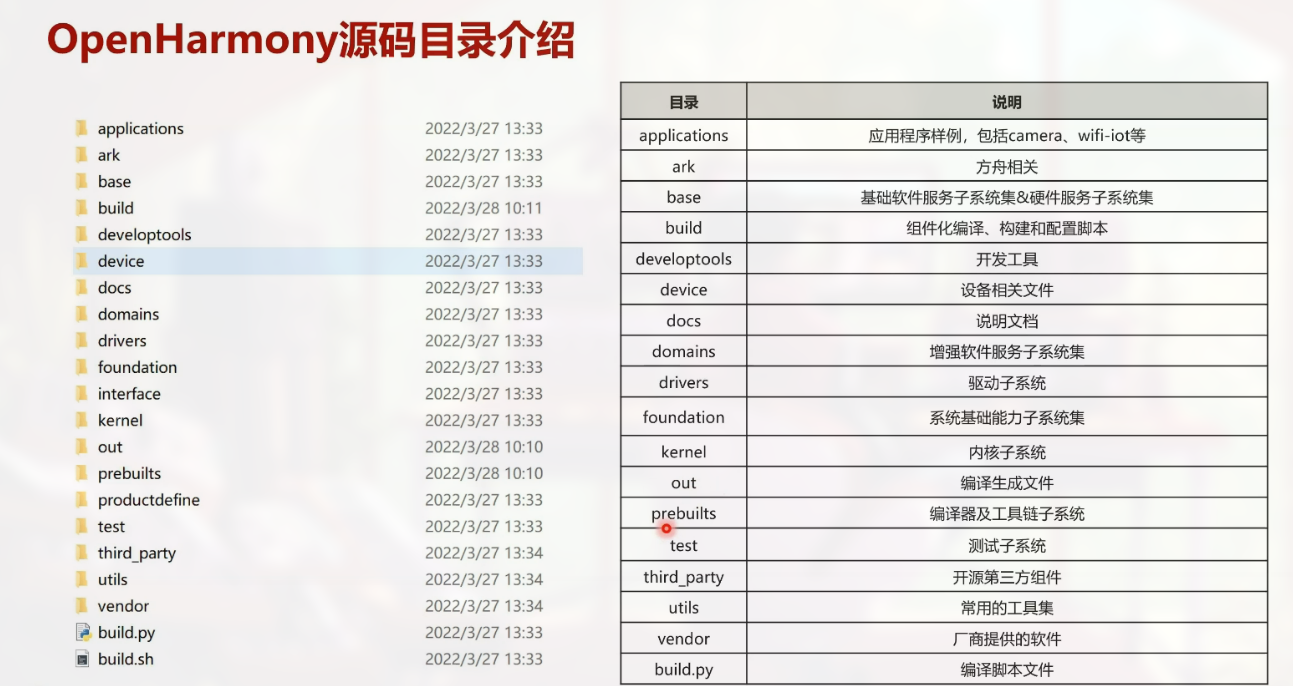 OpenHarmony源码目录介绍
applications 2022/3/27 13:33
ark 2022/3/27 13:33
base 2022/3/27 13:33
build 2022/3/28 10:11
developtools 2022/3/27 13:33
device 2022/3/27 13:33
docs 2022/3/27 13:33
domains 2022/3/27 13:33
drivers 2022/3/27 13:33
foundation 2022/3/27 13:33
interface 2022/3/27 13:33
kernel 2022/3/27 13:33
out 2022/3/28 10:10
prebuilts 2022/3/28 10:10
productdefine 2022/3/27 13:33
test 2022/3/27 13:33
third_party 2022/3/27 13:34
utils 2022/3/27 13:34
vendor 2022/3/27 13:34
build.py 2022/3/27 13:33
build.sh 2022/3/27 13:33
目录 说明
applications 应用程序样例，包括camera、wifi-iot等
ark 方舟相关
base 基础软件服务子系统集&硬件服务子系统集
build 组件化编译、构建和配置脚本
developtools 开发工具
device 设备相关文件
docs 说明文档
domains 增强软件服务子系统集
drivers 驱动子系统
foundation 系统基础能力子系统集
kernel 内核子系统
out 编译生成文件
prebuilts 编译器及工具链子系统
test 测试子系统
third_party 开源第三方组件
utils 常用的工具集
vendor 厂商提供的软件
build.py 编译脚本文件